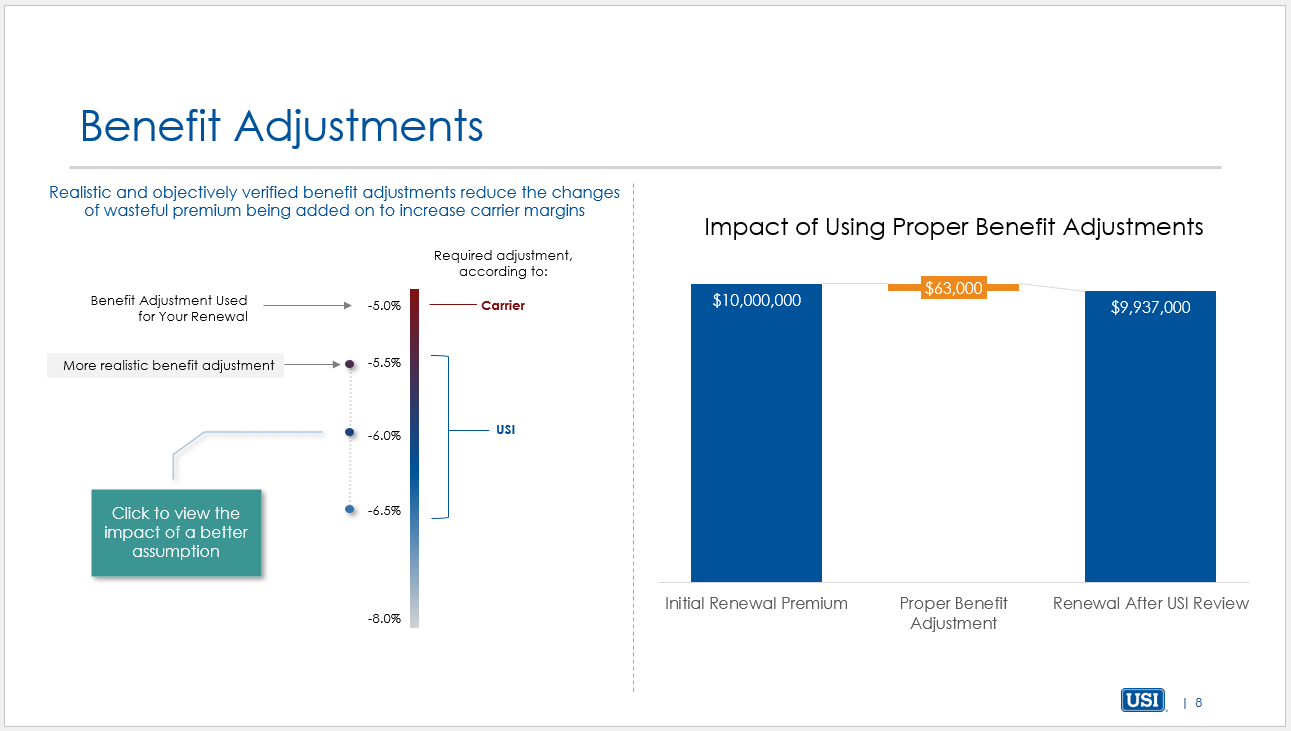 Benefit Adjustments
Realistic and objectively verified benefit adjustments reduce the changes
of wasteful premium being added on to increase carrier margins
Required adjustment,
according to:
Benefit Adjustment Used
for Your Renewal
-5.0%
Carrier
More realistic benefit adjustment
-5.5%
-6.0%
USI
Click to view the
impact of a better
assumption
-6.5%
-8.0%
Impact of Using Proper Benefit Adjustments
$10,000,000
$63,000
$9,937,000
Initial Renewal Premium
Proper Benefit
Adjustment
Renewal After USI Review
USI
| 8